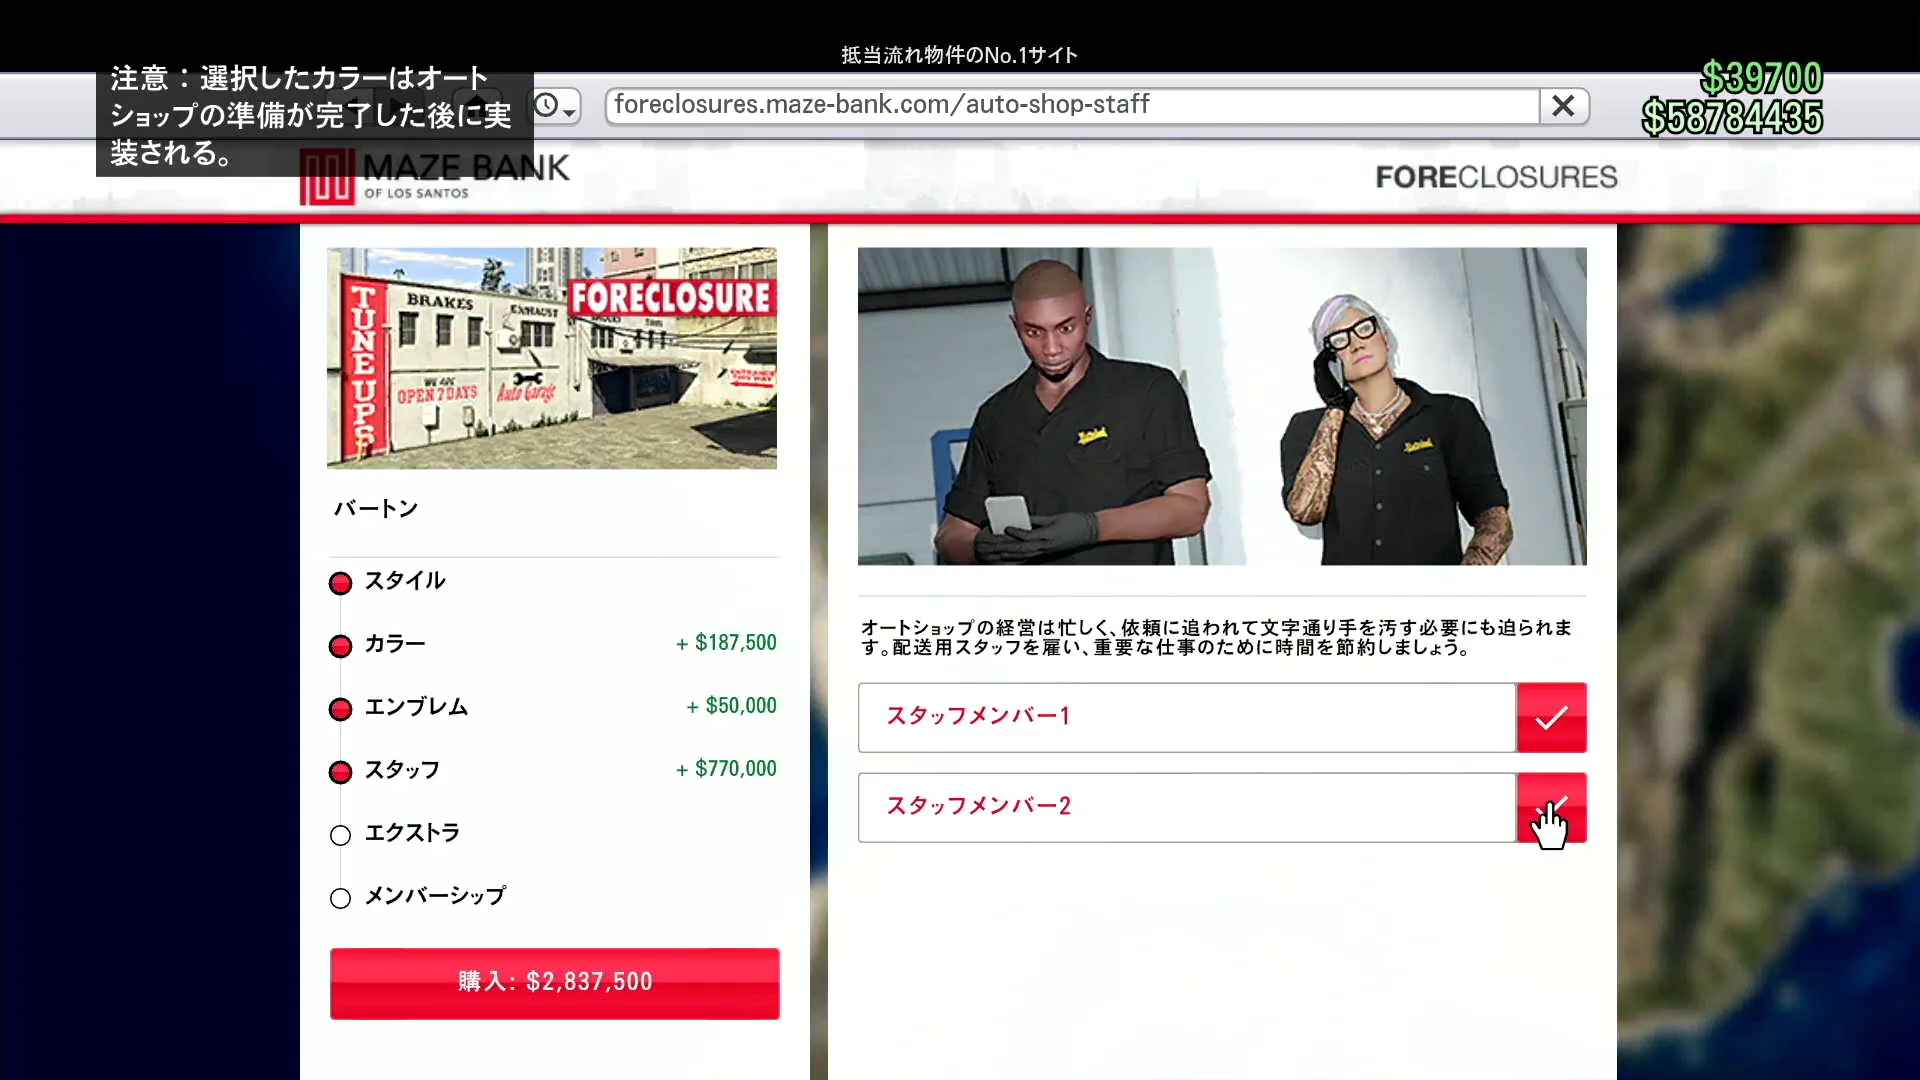 抵当流れ物件のNo.1サイト
注意：選択したカラーはオート
ショップの準備が完了した後に実
装される。
foreclosures.maze-bank.com/auto-shop-staff
$39700
$58784435
MAZE BANK
OF LOS SANTOS
FORECLOSURES
TUNE UPS
BRAKES
EXHAUST
FORECLOSURE
WE ARE
OPEN 7 DAYS
Auto Garage
ENTRANCE
THIS WAY
バートン
スタイル
カラー + $187,500
エンブレム + $50,000
スタッフ + $770,000
エクストラ
メンバーシップ
購入: $2,837,500
オートショップの経営は忙しく、依頼に追われて文字通り手を汚す必要にも迫られま
す。配送用スタッフを雇い、重要な仕事のために時間を節約しましょう。
スタッフメンバー1
スタッフメンバー2